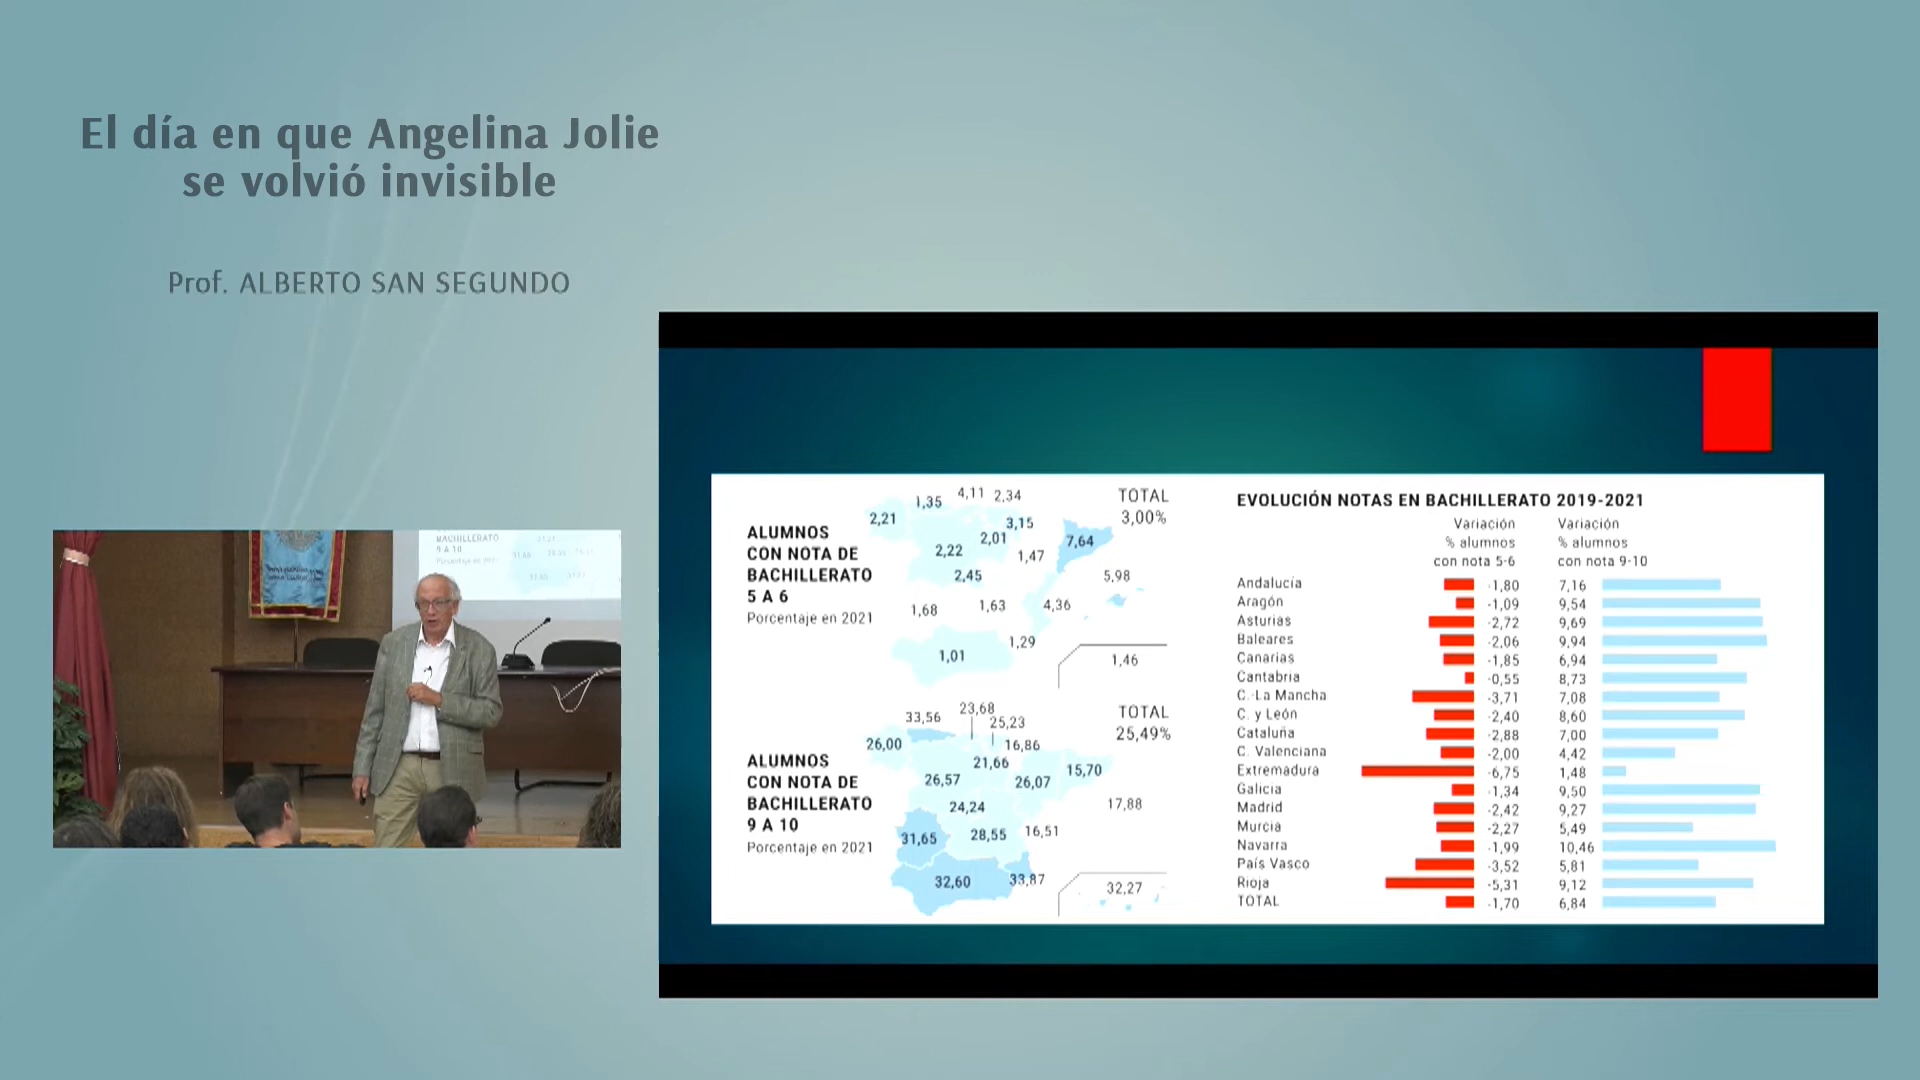 El día en que Angelina Jolie
se volvió invisible
Prof. ALBERTO SAN SEGUNDO
BACHILLERATO
9 A 10
ALUMNOS
CON NOTA DE
BACHILLERATO
5 A 6
Porcentaje en 2021
1,35
4,11
2,34
2,21
3,15
2,01
2,22
1,47
7,64
2,45
5,98
1,68
1,63
4,36
1,29
1,01
1,46
TOTAL
3,00%
ALUMNOS
CON NOTA DE
BACHILLERATO
9 A 10
Porcentaje en 2021
33,56
23,68
25,23
26,00
16,86
21,66
26,57
26,07
15,70
24,24
17,88
31,65
28,55
16,51
32,60
33,87
32,27
TOTAL
25,49%
EVOLUCIÓN NOTAS EN BACHILLERATO 2019-2021
Variación
% alumnos
con nota 5-6
Variación
% alumnos
con nota 9-10
Andalucía -1,80 7,16
Aragón -1,09 9,54
Asturias -2,72 9,69
Baleares -2,06 9,94
Canarias -1,85 6,94
Cantabria -0,55 8,73
C.-La Mancha -3,71 7,08
C. y León -2,40 8,60
Cataluña -2,88 7,00
C. Valenciana -2,00 4,42
Extremadura -6,75 1,48
Galicia -1,34 9,50
Madrid -2,42 9,27
Murcia -2,27 5,49
Navarra -1,99 10,46
País Vasco -3,52 5,81
Rioja -5,31 9,12
TOTAL -1,70 6,84